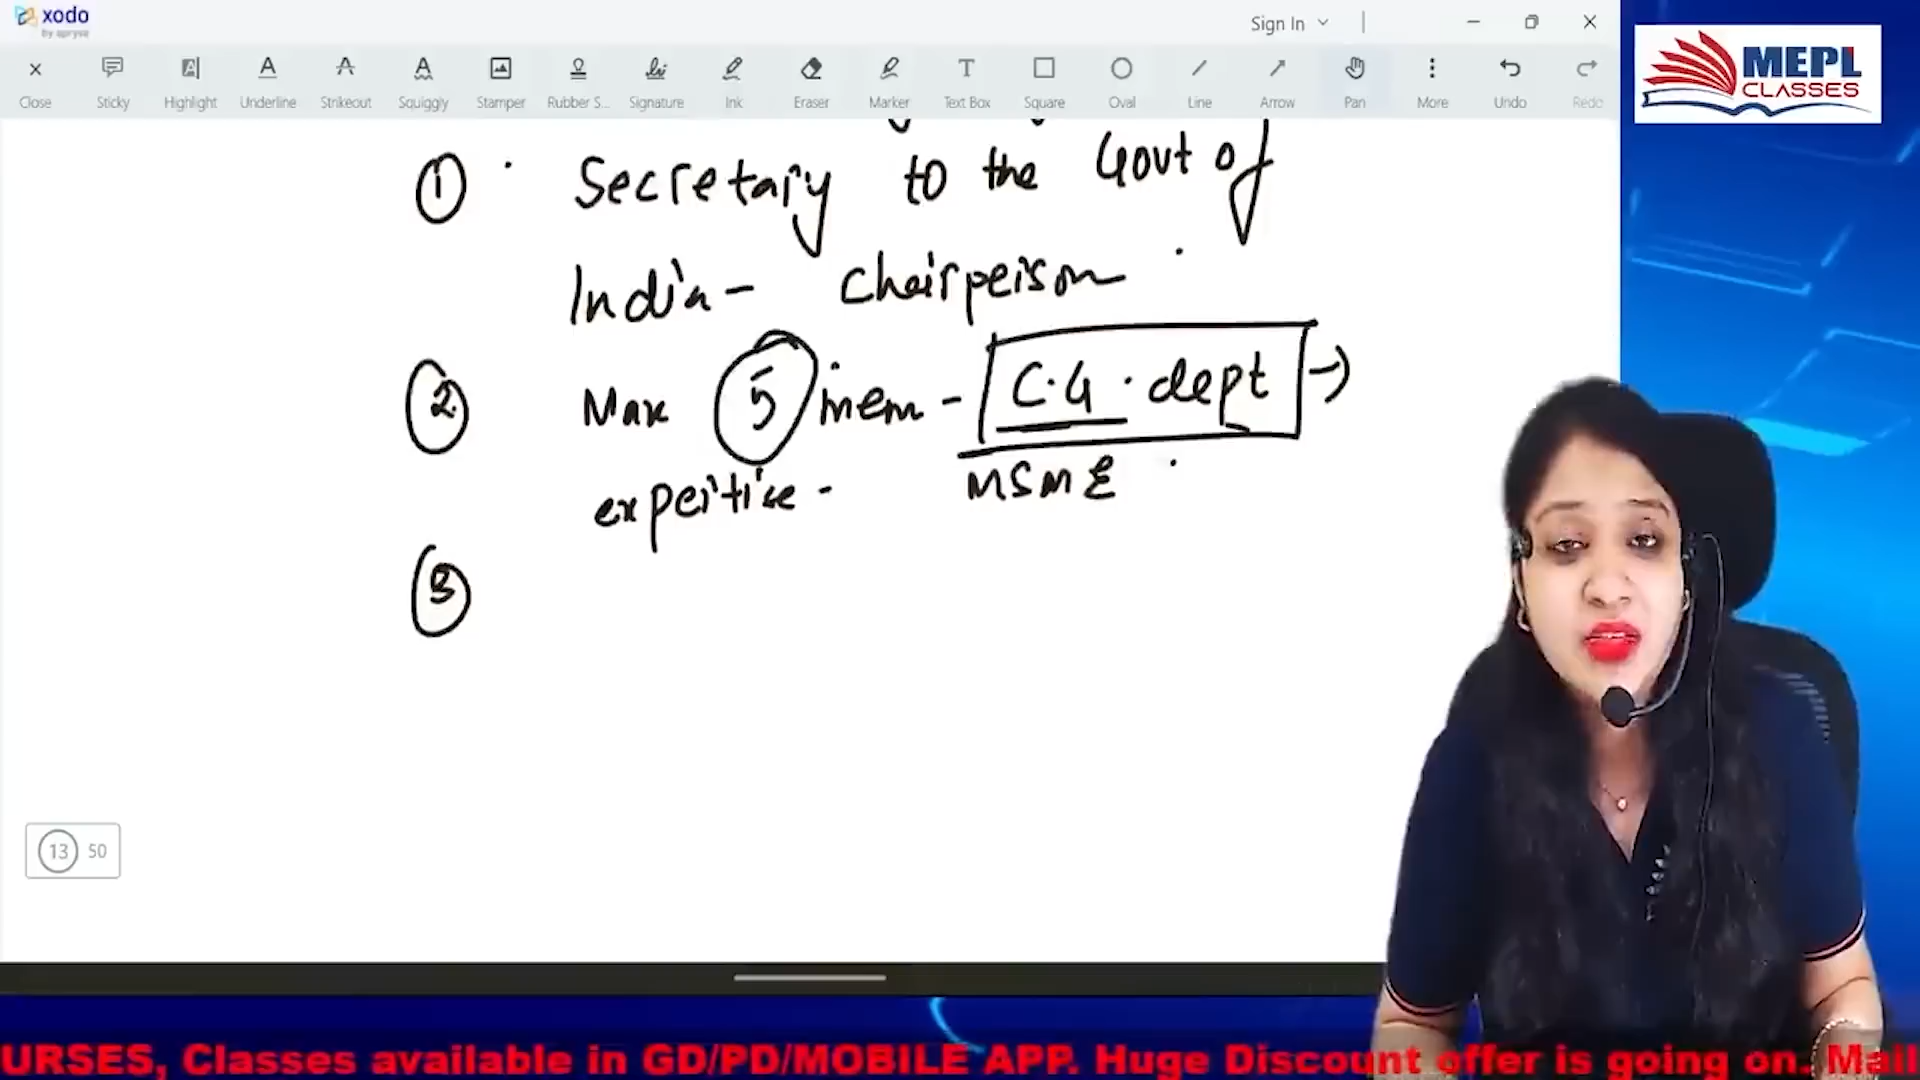 xodo
by apryse
Sign In
Close Sticky Highlight Underline Strikeout Squiggly Stamper Rubber S... Signature Ink Eraser Marker Text Box Square Oval Line Arrow Pan More Undo Redo
MEPL
CLASSES
1 Secretary to the Govt of
India - Chairperson
2 Max 5 mem - C.G. dept →
expertise - MSME
3
13 50
URSES, Classes available in GD/PD/MOBILE APP. Huge Discount offer is going on. Mail